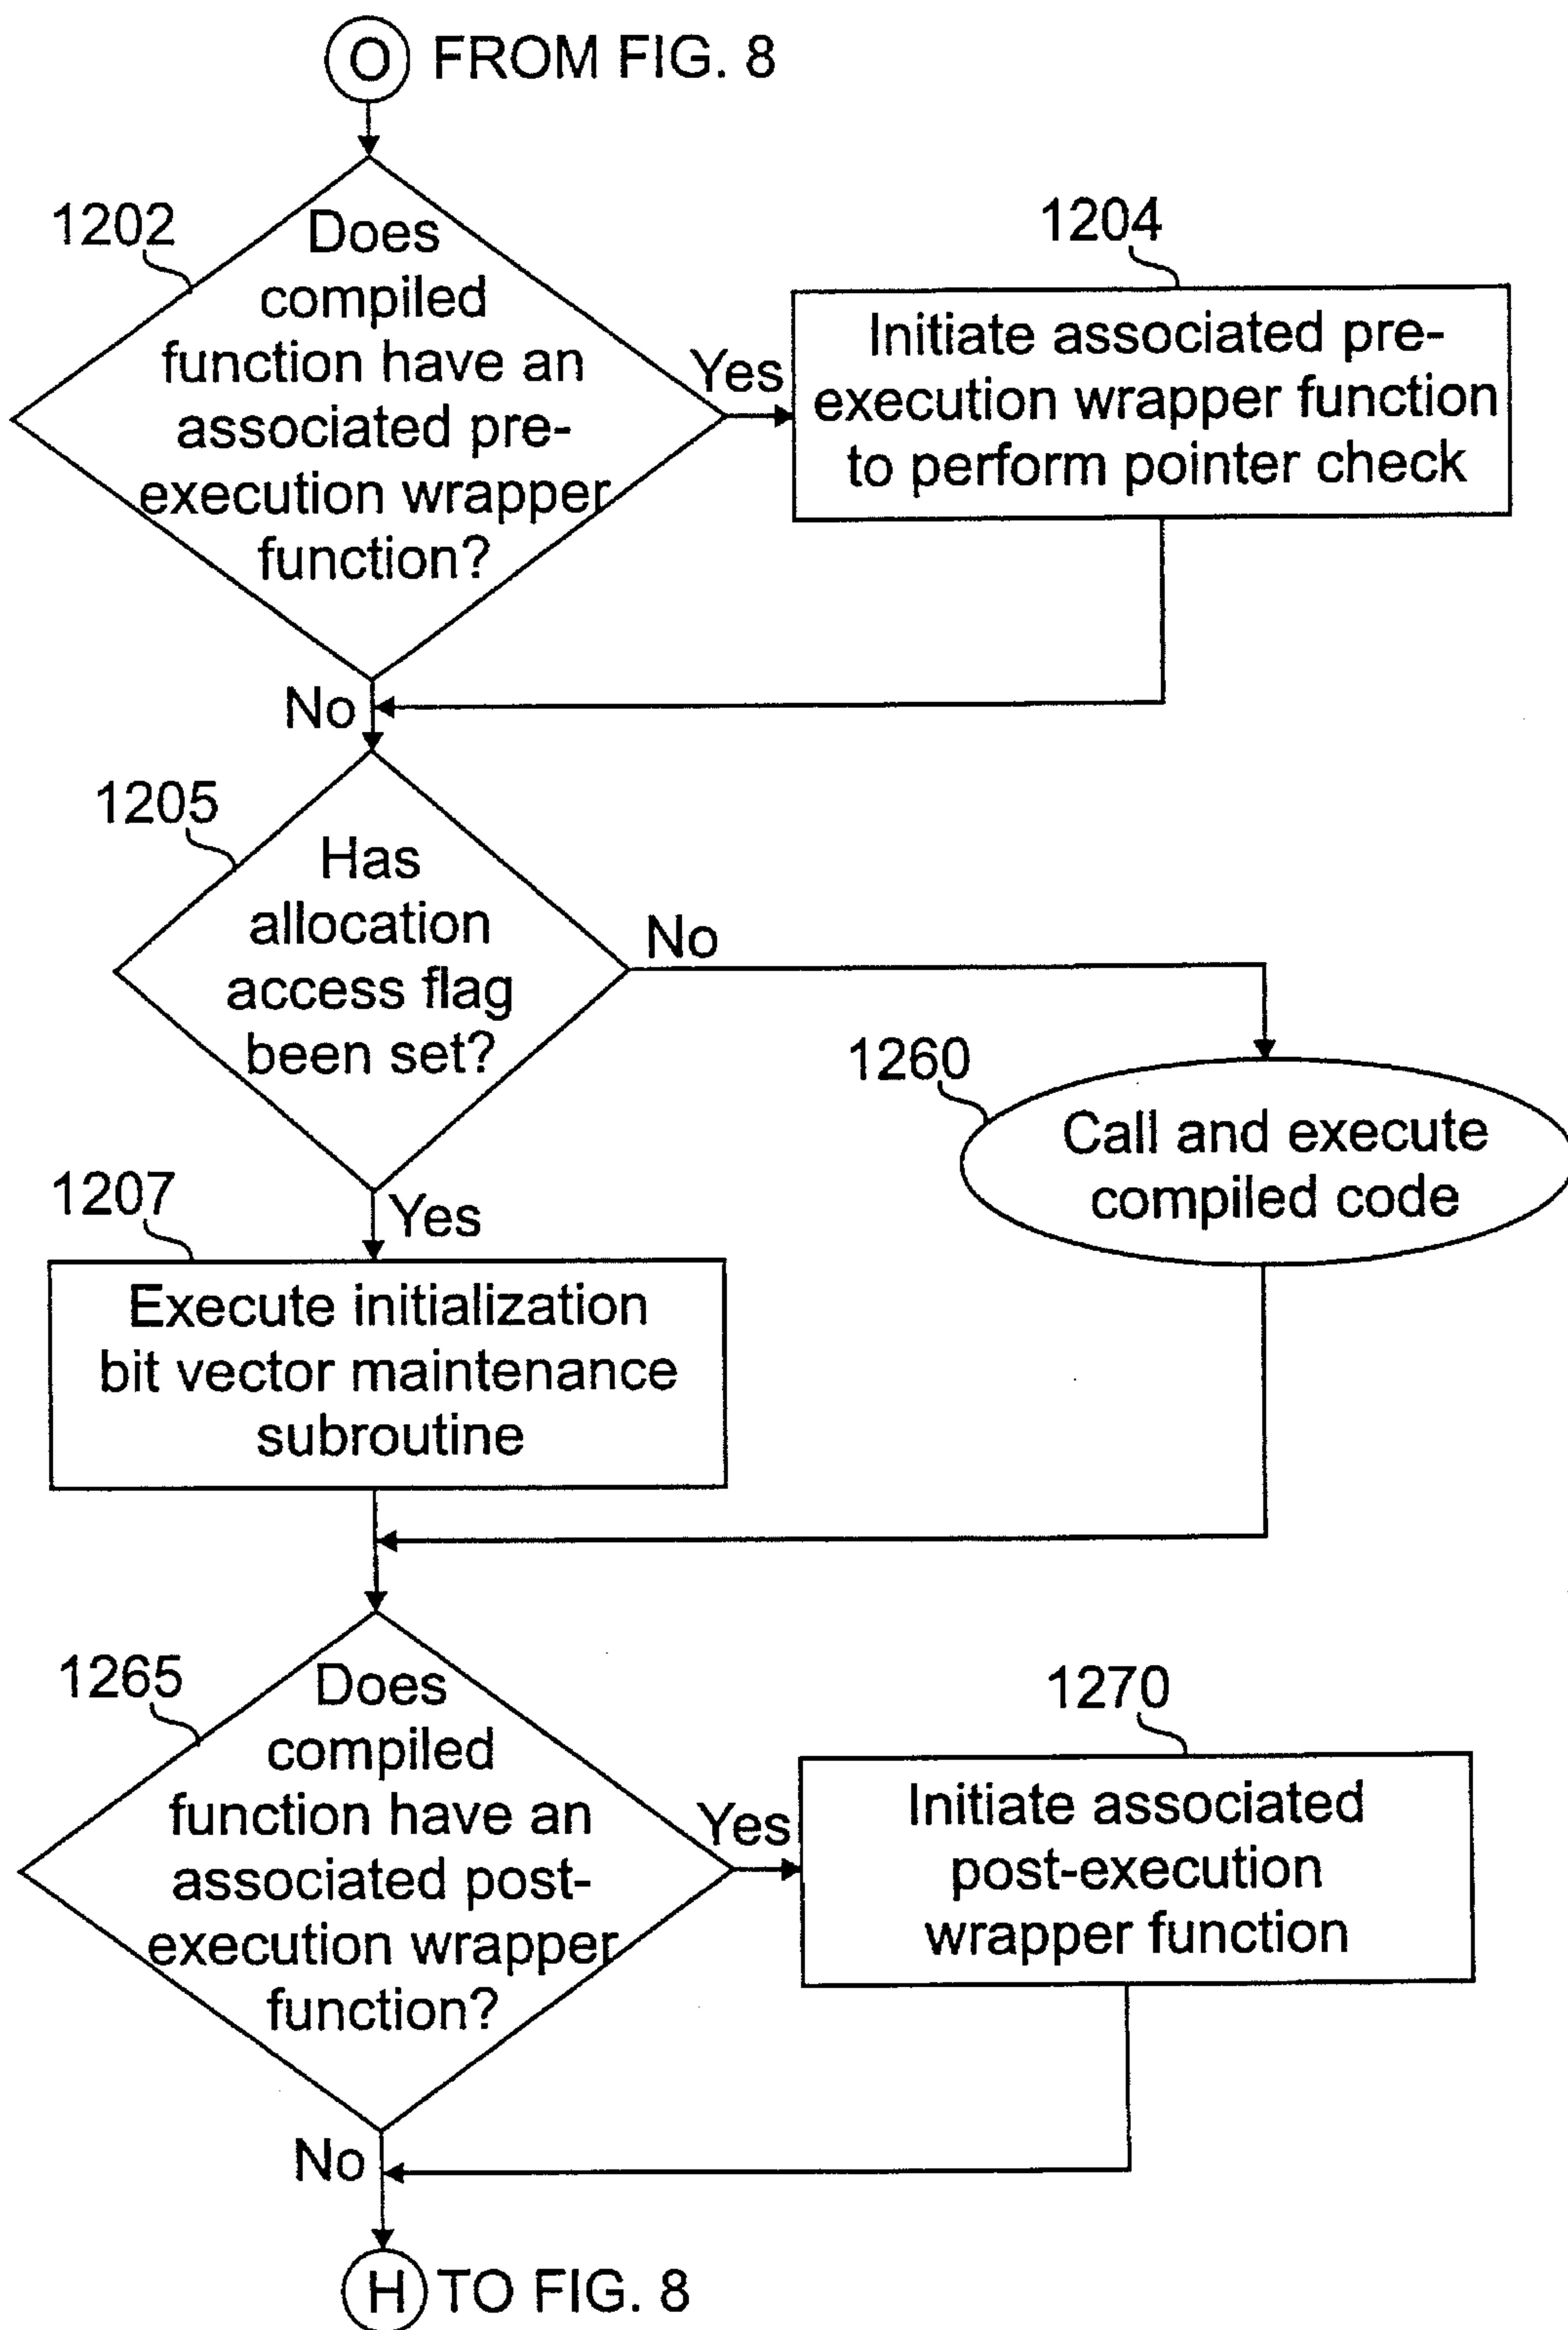 O FROM FIG. 8
1202
Does
compiled
function have an
associated pre-
execution wrapper
function?
Yes
1204
Initiate associated pre-
execution wrapper function
to perform pointer check
No
1205
Has
allocation
access flag
been set?
No
1260
Call and execute
compiled code
Yes
1207
Execute initialization
bit vector maintenance
subroutine
1265
Does
compiled
function have an
associated post-
execution wrapper
function?
Yes
1270
Initiate associated
post-execution
wrapper function
No
H TO FIG. 8